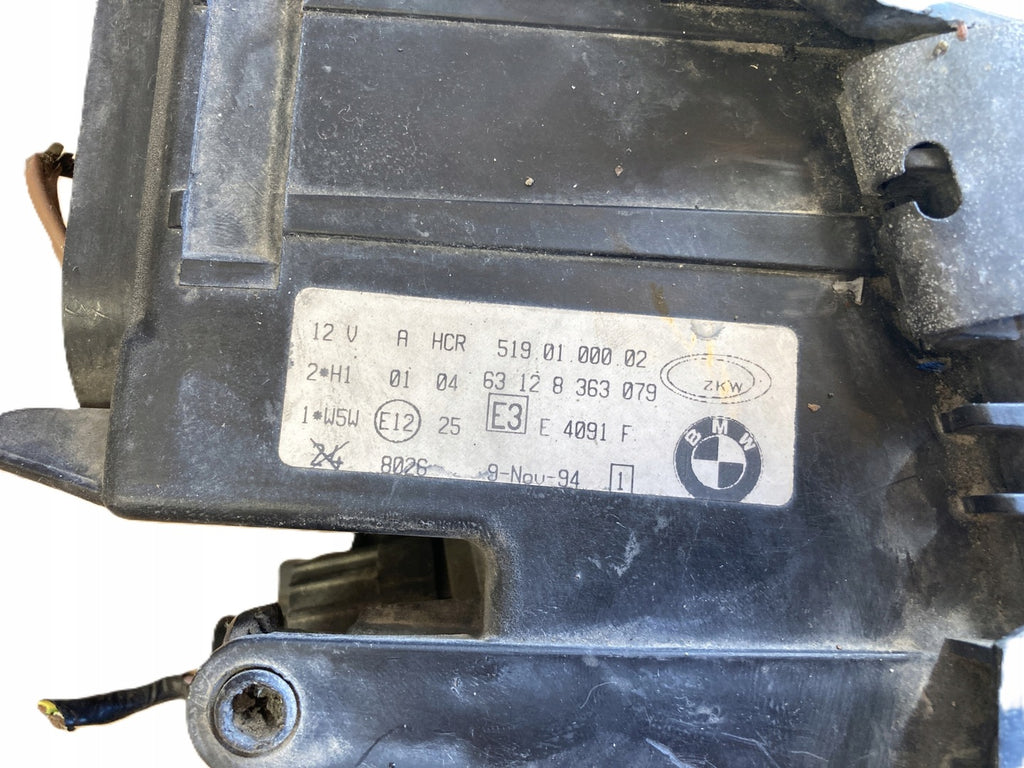 12 V A HCR 519.01.000.02
2*H1 01 04 63 12 8 363 079
ZKW
1*W5W E12 25 E3 E 4091 F
BMW
24 8026 9-Nov-94 1